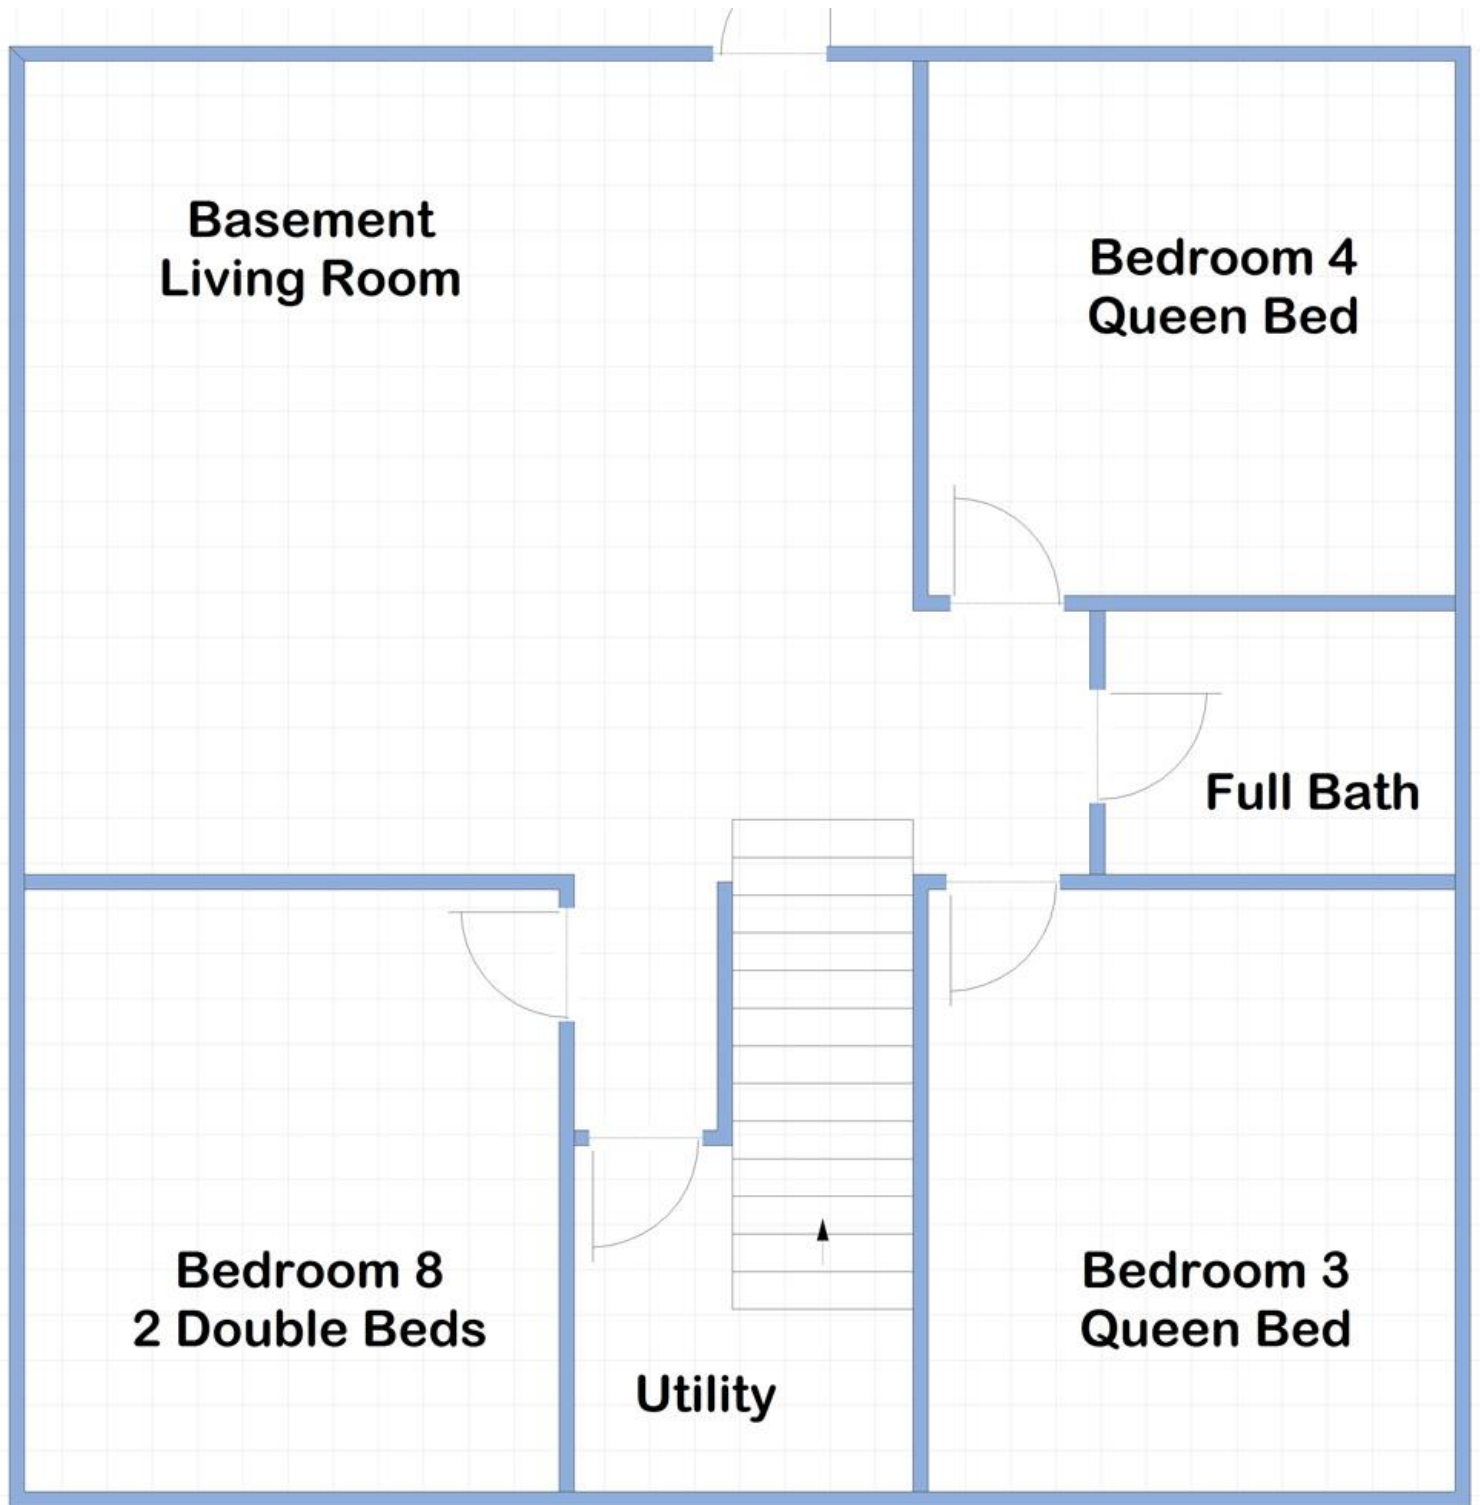 Basement
Living Room
Bedroom 4
Queen Bed
Full Bath
Bedroom 8
2 Double Beds
Bedroom 3
Queen Bed
Utility